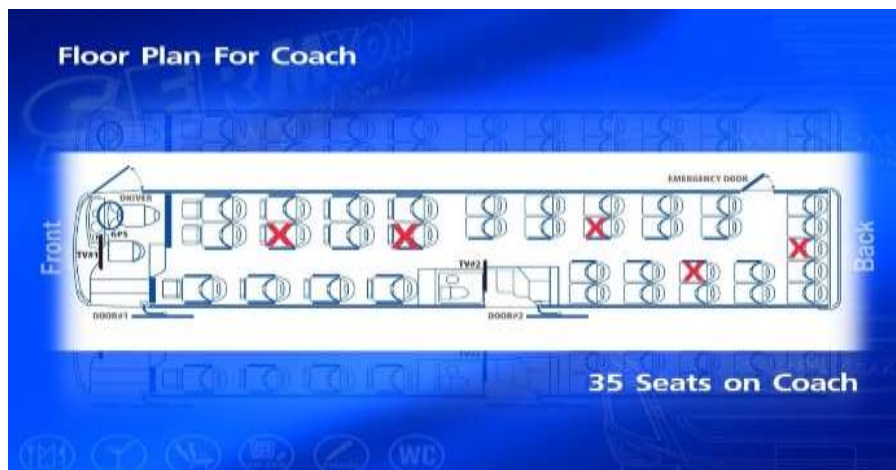 Floor Plan For Coach
GERMAXON
EMERGENCY DOOR
DRIVER
GPS
TV#1
Front
Back
TV#2
DOOR#1
DOOR#2
35 Seats on Coach
WC